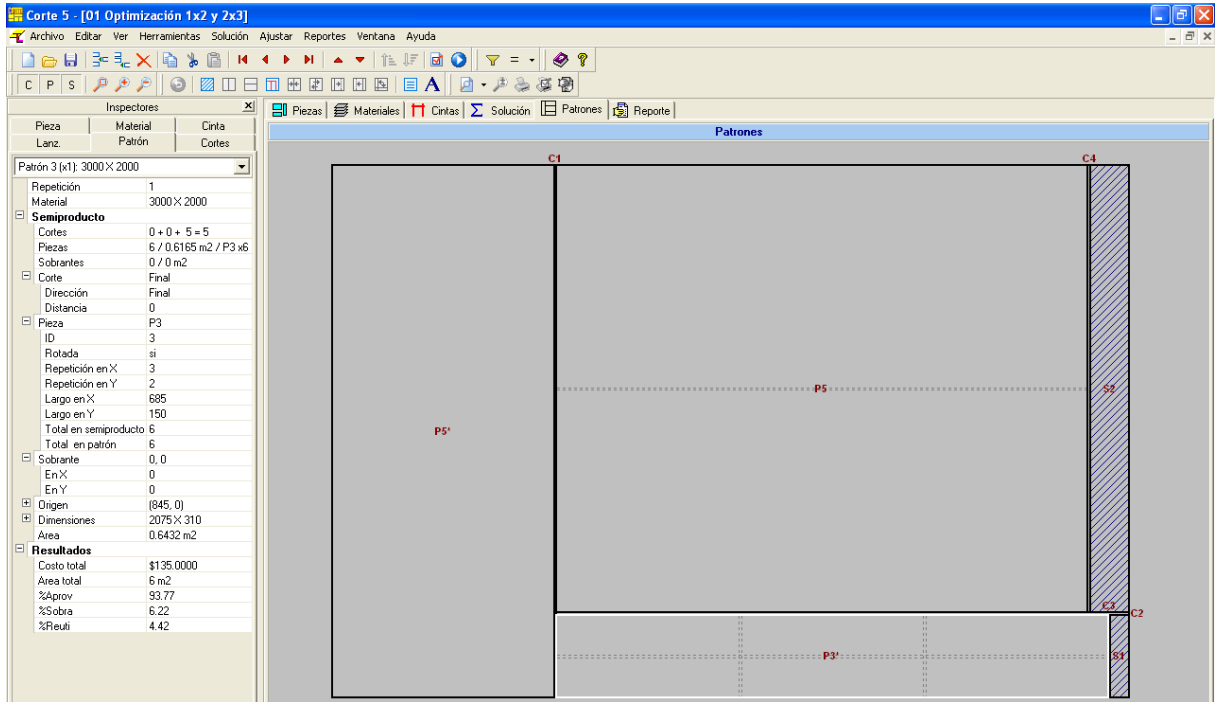 Corte 5 - [01 Optimización 1x2 y 2x3]
Archivo Editar Ver Herramientas Solución Ajustar Reportes Ventana Ayuda
C P S A
Inspectores
Piezas Materiales Cintas Solución Patrones Reporte
Pieza Material Cinta
Lanz. Patrón Cortes
Patrones
Patrón 3 (x1): 3000 X 2000
Repetición 1
Material 3000 X 2000
Semiproducto
Cortes 0 + 0 + 5 = 5
Piezas 6 / 0.6165 m2 / P3 x6
Sobrantes 0 / 0 m2
Corte Final
Dirección Final
Distancia 0
Pieza P3
ID 3
Rotada si
Repetición en X 3
Repetición en Y 2
Largo en X 685
Largo en Y 150
Total en semiproducto 6
Total en patrón 6
Sobrante 0, 0
En X 0
En Y 0
Origen (845, 0)
Dimensiones 2075 X 310
Area 0.6432 m2
Resultados
Costo total $135.0000
Area total 6 m2
%Aprov 93.77
%Sobra 6.22
%Reuti 4.42
C1 C4
P5 S2
P5'
C3 C2
P3' S1